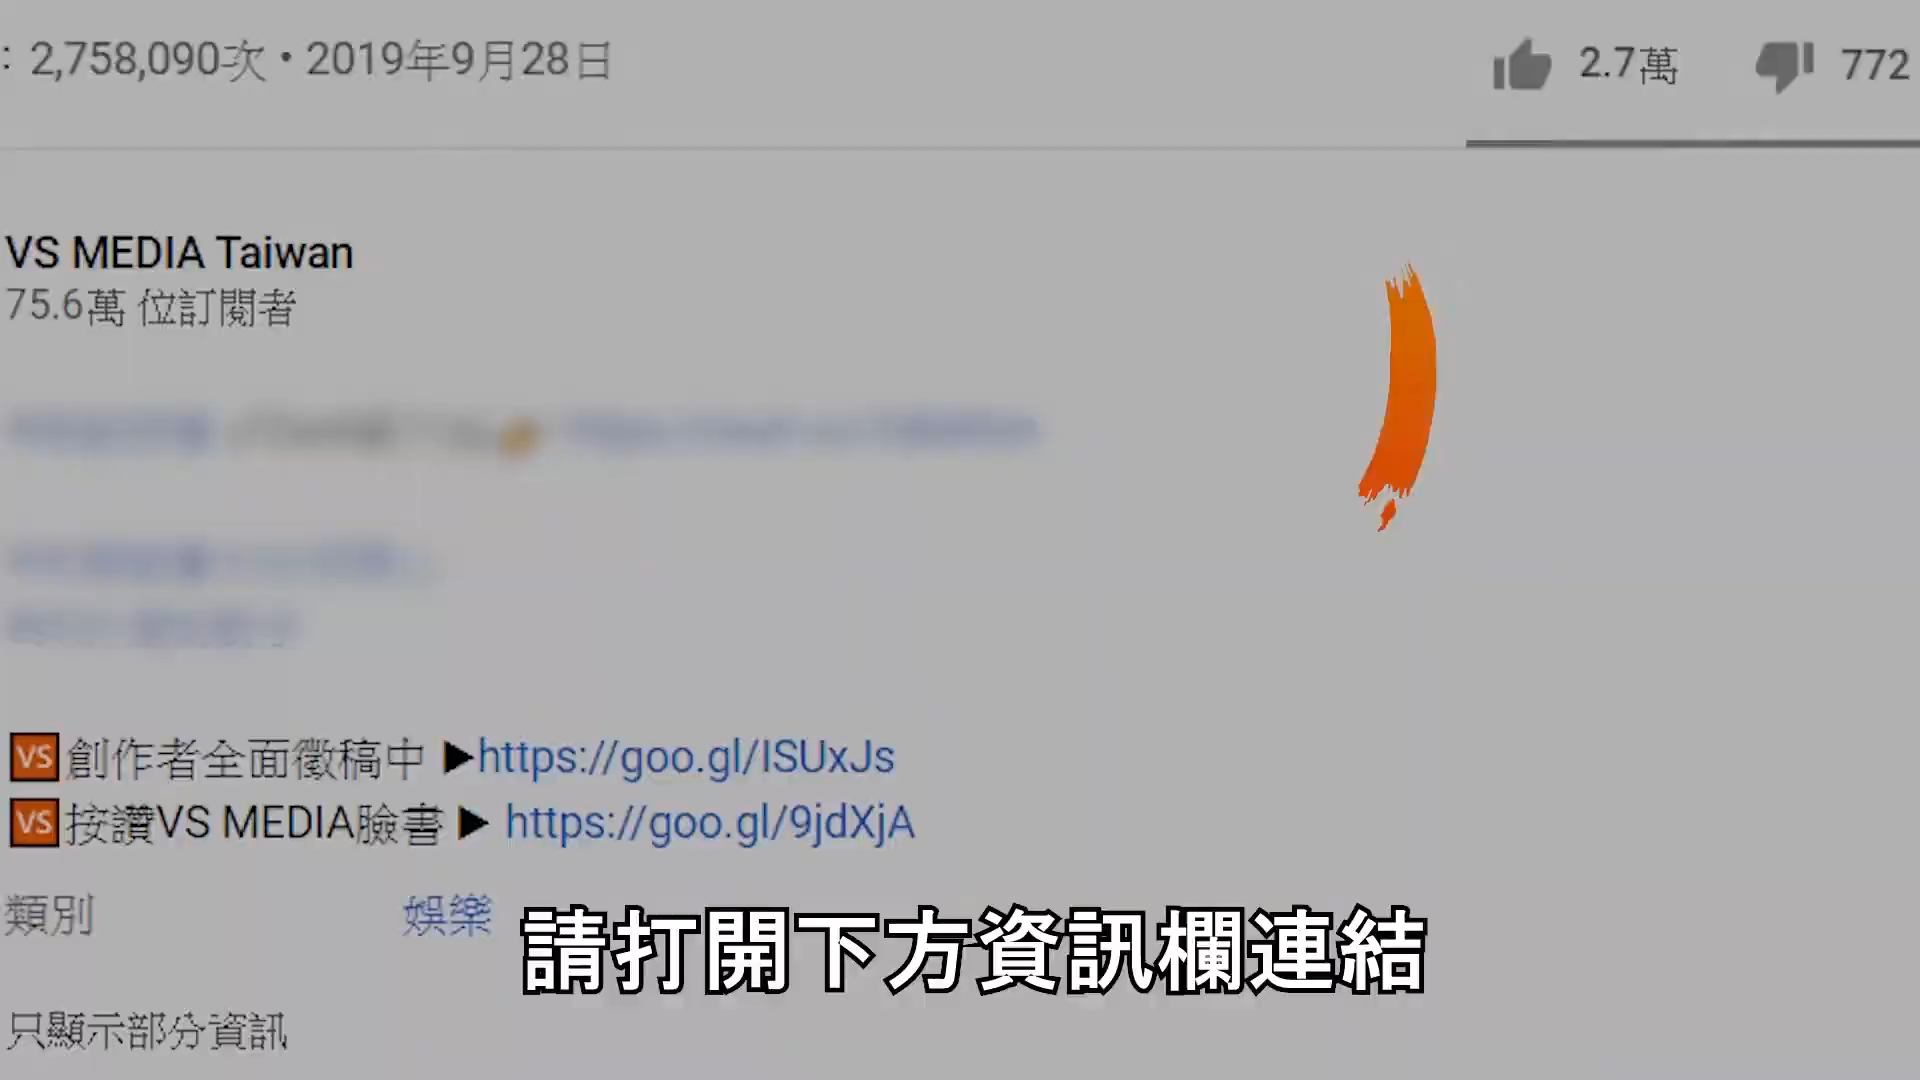 : 2,758,090次 • 2019年9月28日
2.7萬
772
VS MEDIA Taiwan
75.6萬 位訂閱者
VS創作者全面徵稿中 ▶https://goo.gl/ISUxJs
VS按讚VS MEDIA臉書 ▶ https://goo.gl/9jdXjA
類別 娛樂
請打開下方資訊欄連結
只顯示部分資訊